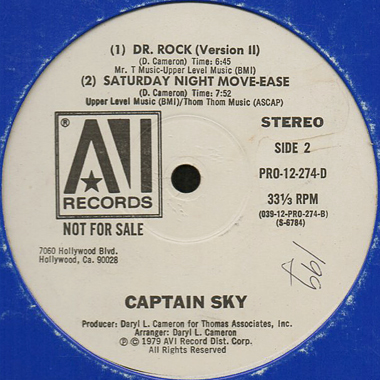 (1) DR. ROCK (Version II)
(D. Cameron) Time: 6:45
Mr. T Music-Upper Level Music (BMI)
(2) SATURDAY NIGHT MOVE-EASE
(D. Cameron) Time: 7:52
Upper Level Music (BMI)/Thom Thom Music (ASCAP)
STEREO
® AVI
RECORDS
SIDE 2
PRO-12-274-D
33⅓ RPM
(039-12-PRO-274-B)
(S-6784)
NOT FOR SALE
7060 Hollywood Blvd.
Hollywood, Ca. 90028
CAPTAIN SKY
Producer: Daryl L. Cameron for Thomas Associates, Inc.
Arranger: Daryl L. Cameron
℗ © 1979 AVI Record Dist. Corp.
All Rights Reserved